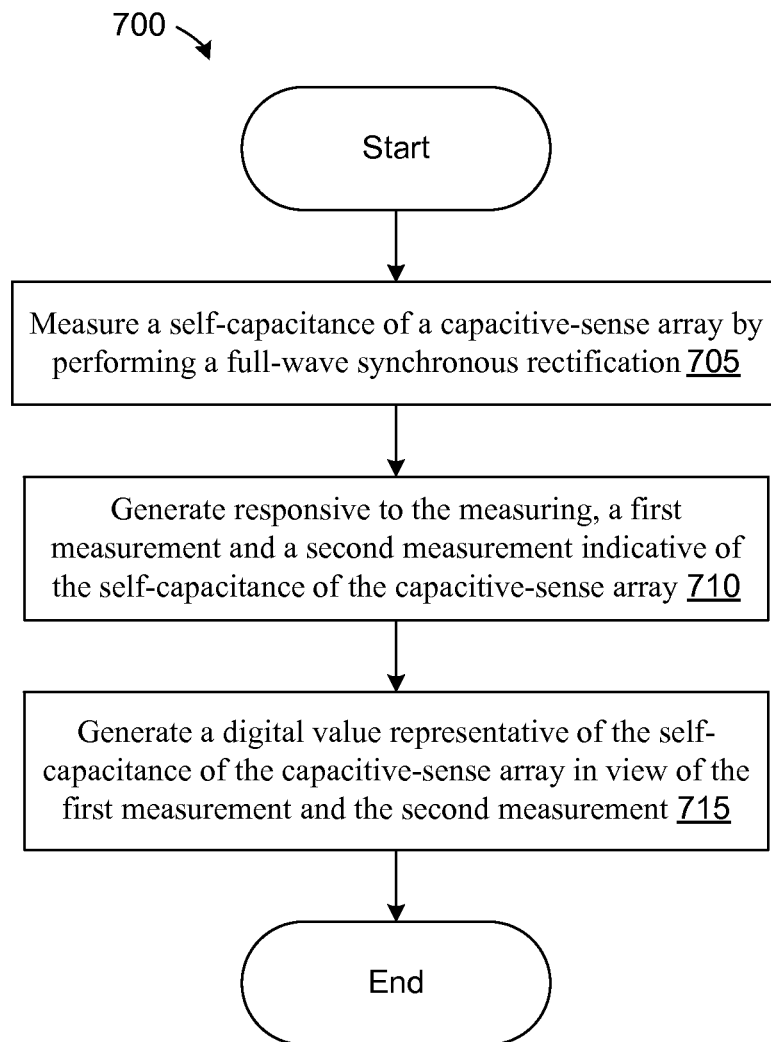 700
Start
Measure a self-capacitance of a capacitive-sense array by
performing a full-wave synchronous rectification 705
Generate responsive to the measuring, a first
measurement and a second measurement indicative of
the self-capacitance of the capacitive-sense array 710
Generate a digital value representative of the self-
capacitance of the capacitive-sense array in view of the
first measurement and the second measurement 715
End